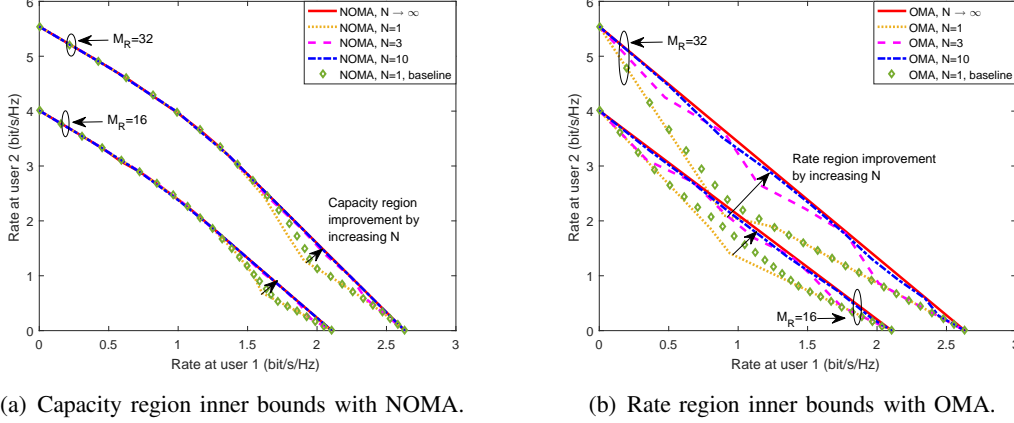 6
5
4
3
2
1
0
0
0.5
1
1.5
2
2.5
3
Rate at user 1 (bit/s/Hz)
Rate at user 2 (bit/s/Hz)
NOMA, N → ∞
NOMA, N=1
NOMA, N=3
NOMA, N=10
NOMA, N=1, baseline
M_R=32
M_R=16
Capacity region
improvement by
increasing N
(a) Capacity region inner bounds with NOMA.
6
5
4
3
2
1
0
0
0.5
1
1.5
2
2.5
3
Rate at user 1 (bit/s/Hz)
Rate at user 2 (bit/s/Hz)
OMA, N → ∞
OMA, N=1
OMA, N=3
OMA, N=10
OMA, N=1, baseline
M_R=32
Rate region improvement
by increasing N
M_R=16
(b) Rate region inner bounds with OMA.